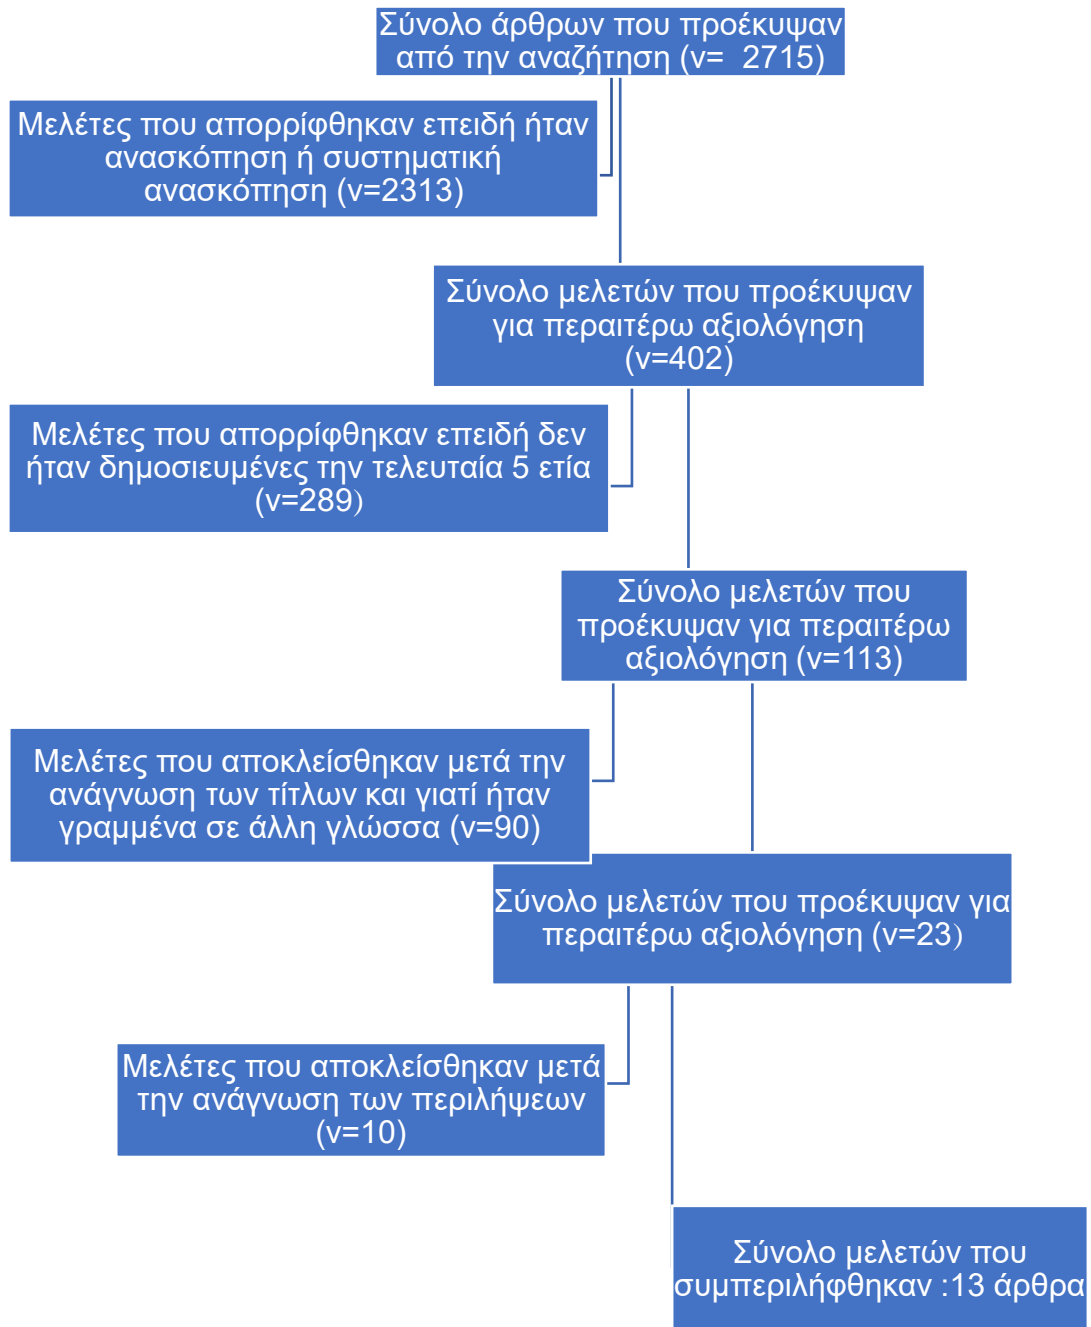 Σύνολο άρθρων που προέκυψαν
από την αναζήτηση (ν=  2715)
Μελέτες που απορρίφθηκαν επειδή ήταν
ανασκόπηση ή συστηματική
ανασκόπηση (ν=2313)
Σύνολο μελετών που προέκυψαν
για περαιτέρω αξιολόγηση
(ν=402)
Μελέτες που απορρίφθηκαν επειδή δεν
ήταν δημοσιευμένες την τελευταία 5 ετία
(ν=289)
Σύνολο μελετών που
προέκυψαν για περαιτέρω
αξιολόγηση (ν=113)
Μελέτες που αποκλείσθηκαν μετά την
ανάγνωση των τίτλων και γιατί ήταν
γραμμένα σε άλλη γλώσσα (ν=90)
Σύνολο μελετών που προέκυψαν για
περαιτέρω αξιολόγηση (ν=23)
Μελέτες που αποκλείσθηκαν μετά
την ανάγνωση των περιλήψεων
(ν=10)
Σύνολο μελετών που
συμπεριλήφθηκαν :13 άρθρα